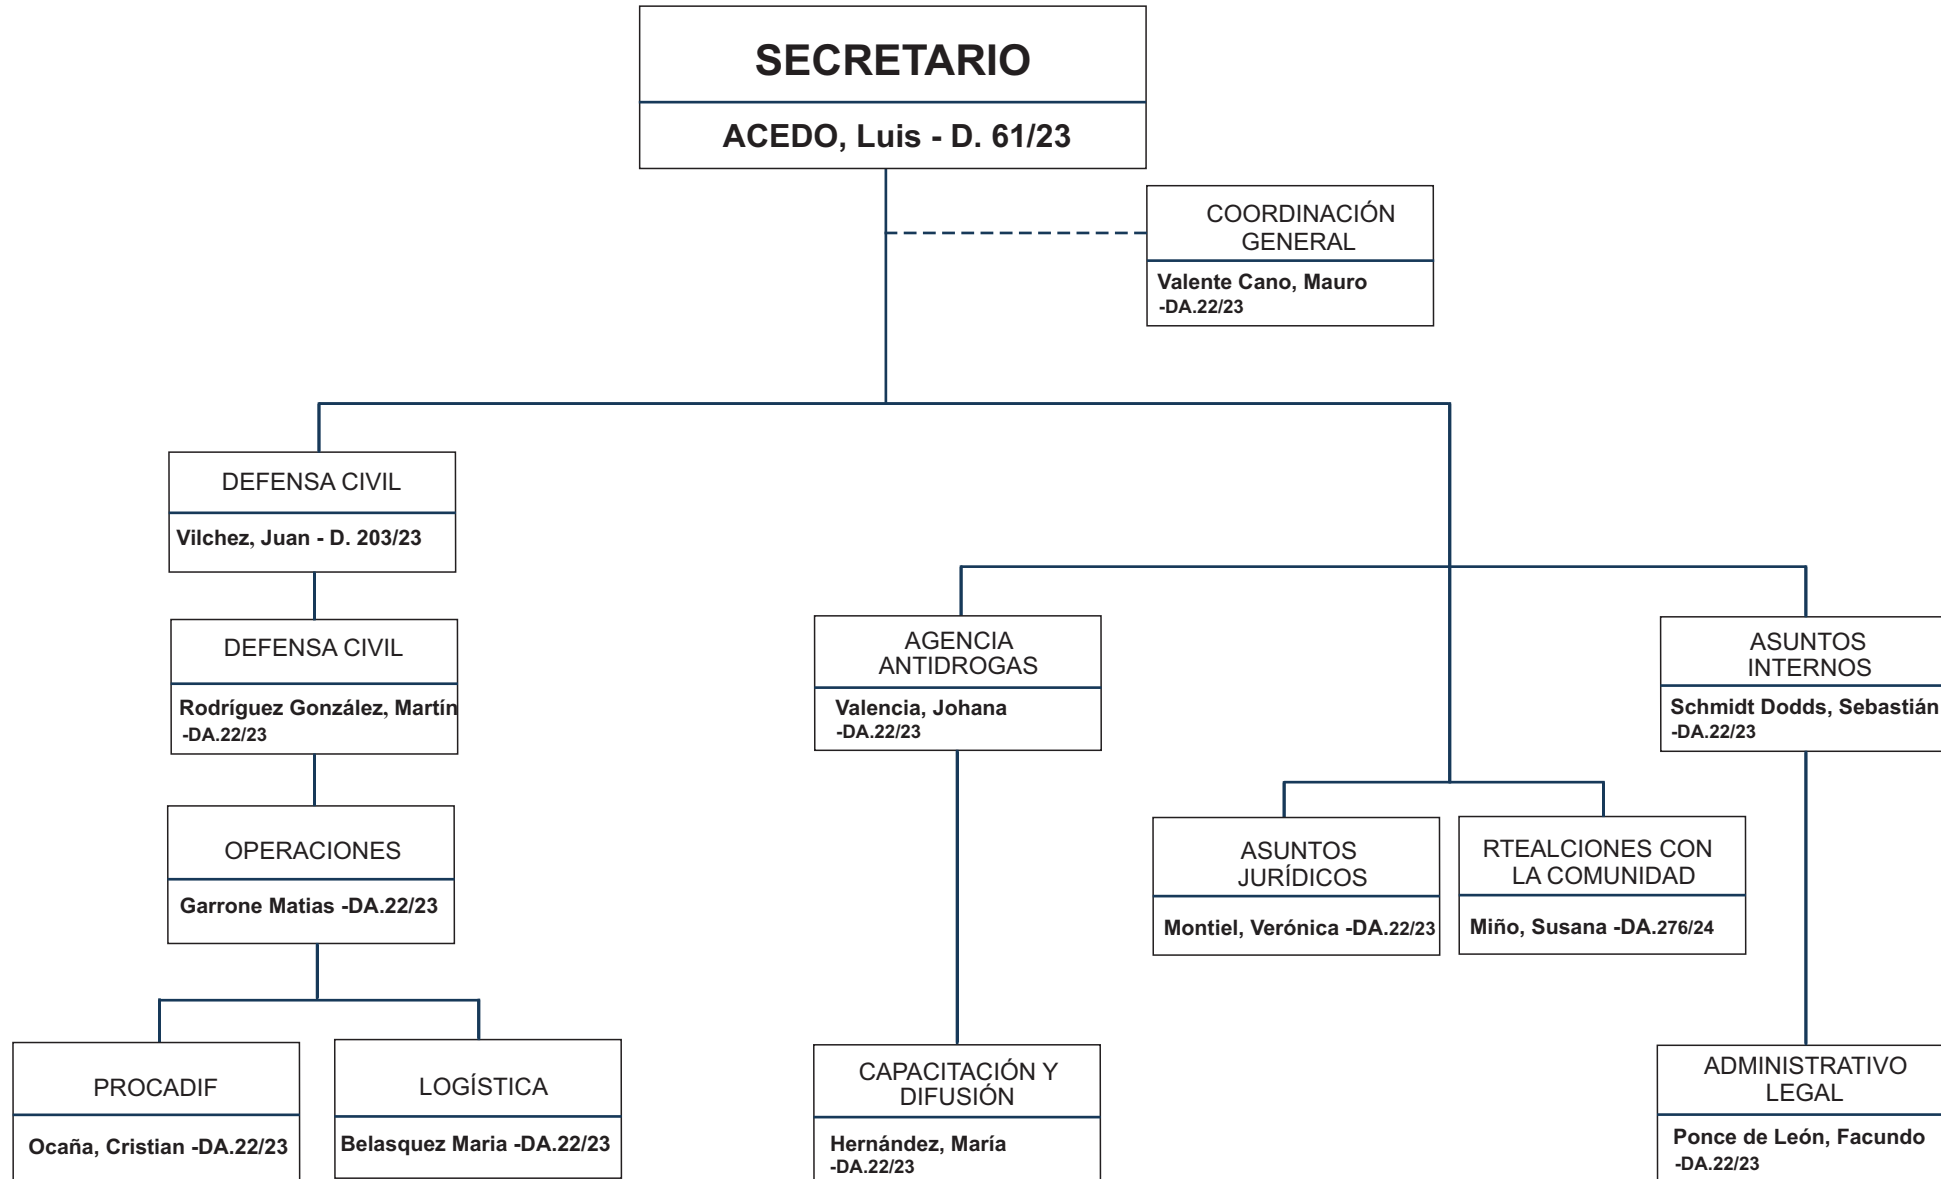 SECRETARIO
ACEDO, Luis - D. 61/23
COORDINACIÓN
GENERAL
Valente Cano, Mauro
-DA.22/23
DEFENSA CIVIL
Vilchez, Juan - D. 203/23
DEFENSA CIVIL
Rodríguez González, Martín
-DA.22/23
OPERACIONES
Garrone Matias -DA.22/23
PROCADIF
Ocaña, Cristian -DA.22/23
LOGÍSTICA
Belasquez Maria -DA.22/23
AGENCIA
ANTIDROGAS
Valencia, Johana
-DA.22/23
CAPACITACIÓN Y
DIFUSIÓN
Hernández, María
-DA.22/23
ASUNTOS
JURÍDICOS
Montiel, Verónica -DA.22/23
RTEALCIONES CON
LA COMUNIDAD
Miño, Susana -DA.276/24
ASUNTOS
INTERNOS
Schmidt Dodds, Sebastián
-DA.22/23
ADMINISTRATIVO
LEGAL
Ponce de León, Facundo
-DA.22/23